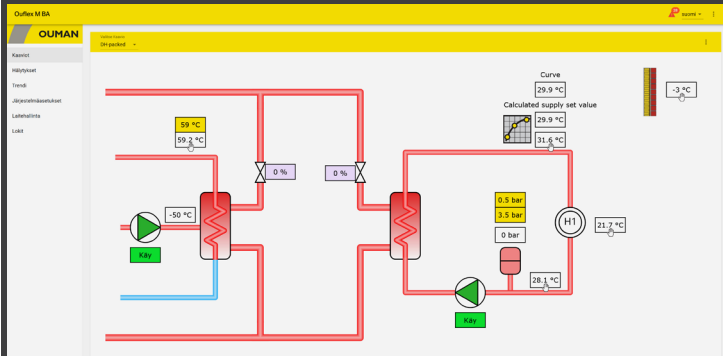 Ouflex M BA
suomi
OUMAN
DH-packed
Kaaviot
Hälytykset
Trendi
Järjestelmäasetukset
Laitehallinta
Lokit
Curve
29.9 °C
-3 °C
Calculated supply set value
29.9 °C
31.6 °C
59 °C
59.2 °C
0 %
0 %
-50 °C
0.5 bar
3.5 bar
0 bar
H1
21.7 °C
Käy
28.1 °C
Käy